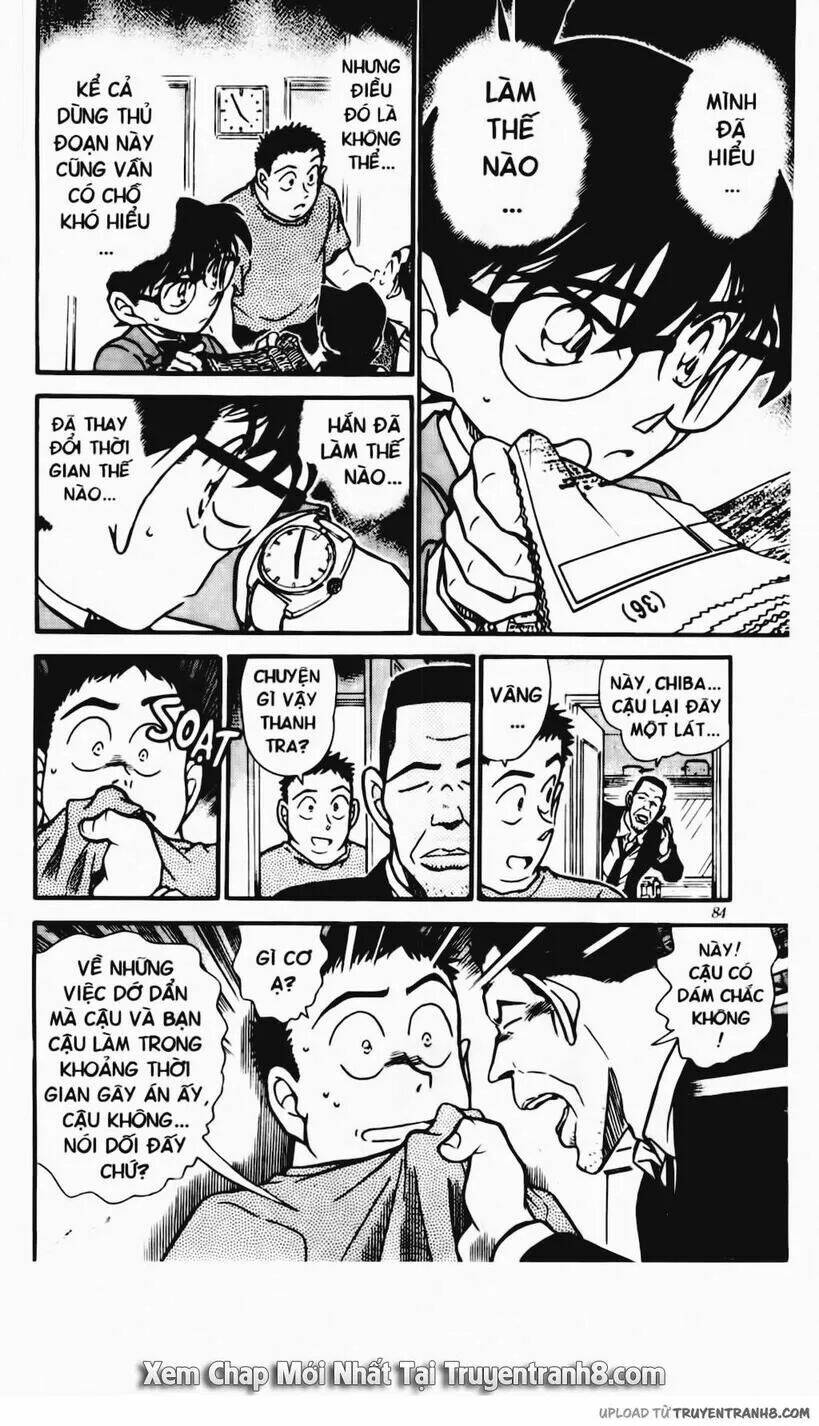 MÌNH
ĐÃ
HIỂU
...
LÀM
THẾ
NÀO
...
(36)
NHƯNG
ĐIỀU
ĐÓ LÀ
KHÔNG
THỂ...
KỂ CẢ
DÙNG THỦ
ĐOẠN NÀY
CŨNG VẪN
CÓ CHỖ
KHÓ HIỂU
...
HẮN ĐÃ
LÀM THẾ
NÀO...
ĐÃ THAY
ĐỔI THỜI
GIAN THẾ
NÀO...
NÀY, CHIBA...
CẬU LẠI ĐÂY
MỘT LÁT...
VÂNG
...
CHUYỆN
GÌ VẬY
THANH
TRA?
SOẠT
84
NÀY!
CẬU CÓ
DÁM CHẮC
KHÔNG
!
GÌ CƠ
Ạ?
VỀ NHỮNG
VIỆC DỞ DẨN
MÀ CẬU VÀ BẠN
CẬU LÀM TRONG
KHOẢNG THỜI
GIAN GÂY ÁN ẤY,
CẬU KHÔNG...
NÓI DỐI ĐẤY
CHỨ?
Xem Chap Mới Nhất Tại Truyentranh8.com
UPLOAD TỪ TRUYENTRANH8.COM